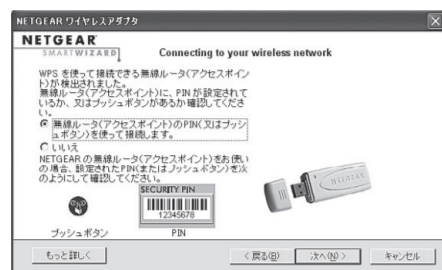 NETGEAR ワイヤレスアダプタ
NETGEAR
SMARTWIZARD
Connecting to your wireless network
WPS を使って接続できる無線ルータ(アクセスポイン
ト)が検出されました。
無線ルータ(アクセスポイント)に、PIN が設定されて
いるか、又はプッシュボタンがあるか確認してくださ
い。
無線ルータ(アクセスポイント)のPIN(又はプッシ
ュボタン)を使って接続します。
いいえ
NETGEAR の無線ルータ(アクセスポイント)をお使い
の場合、設定されたPIN(またはプッシュボタン)を次
のようにして確認してください。
SECURITY PIN
12345678
NETGEAR
プッシュボタン
PIN
もっと詳しく
< 戻る(B)
次へ(N) >
キャンセル